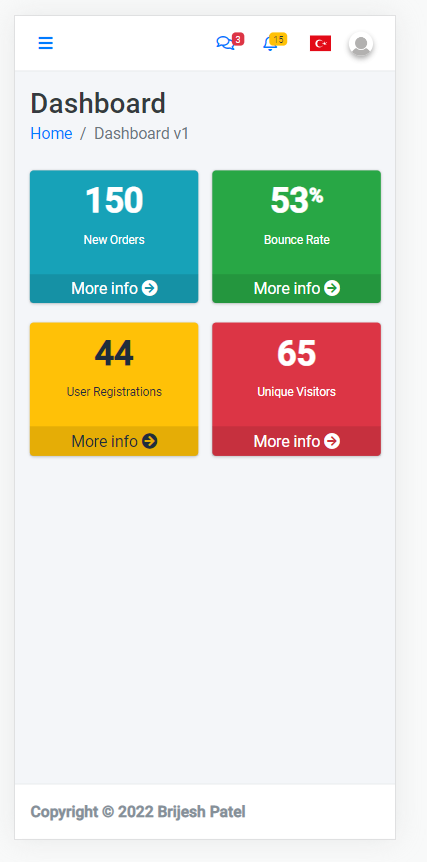 3
15
Dashboard
Home / Dashboard v1
150
New Orders
More info
53%
Bounce Rate
More info
44
User Registrations
More info
65
Unique Visitors
More info
Copyright © 2022 Brijesh Patel